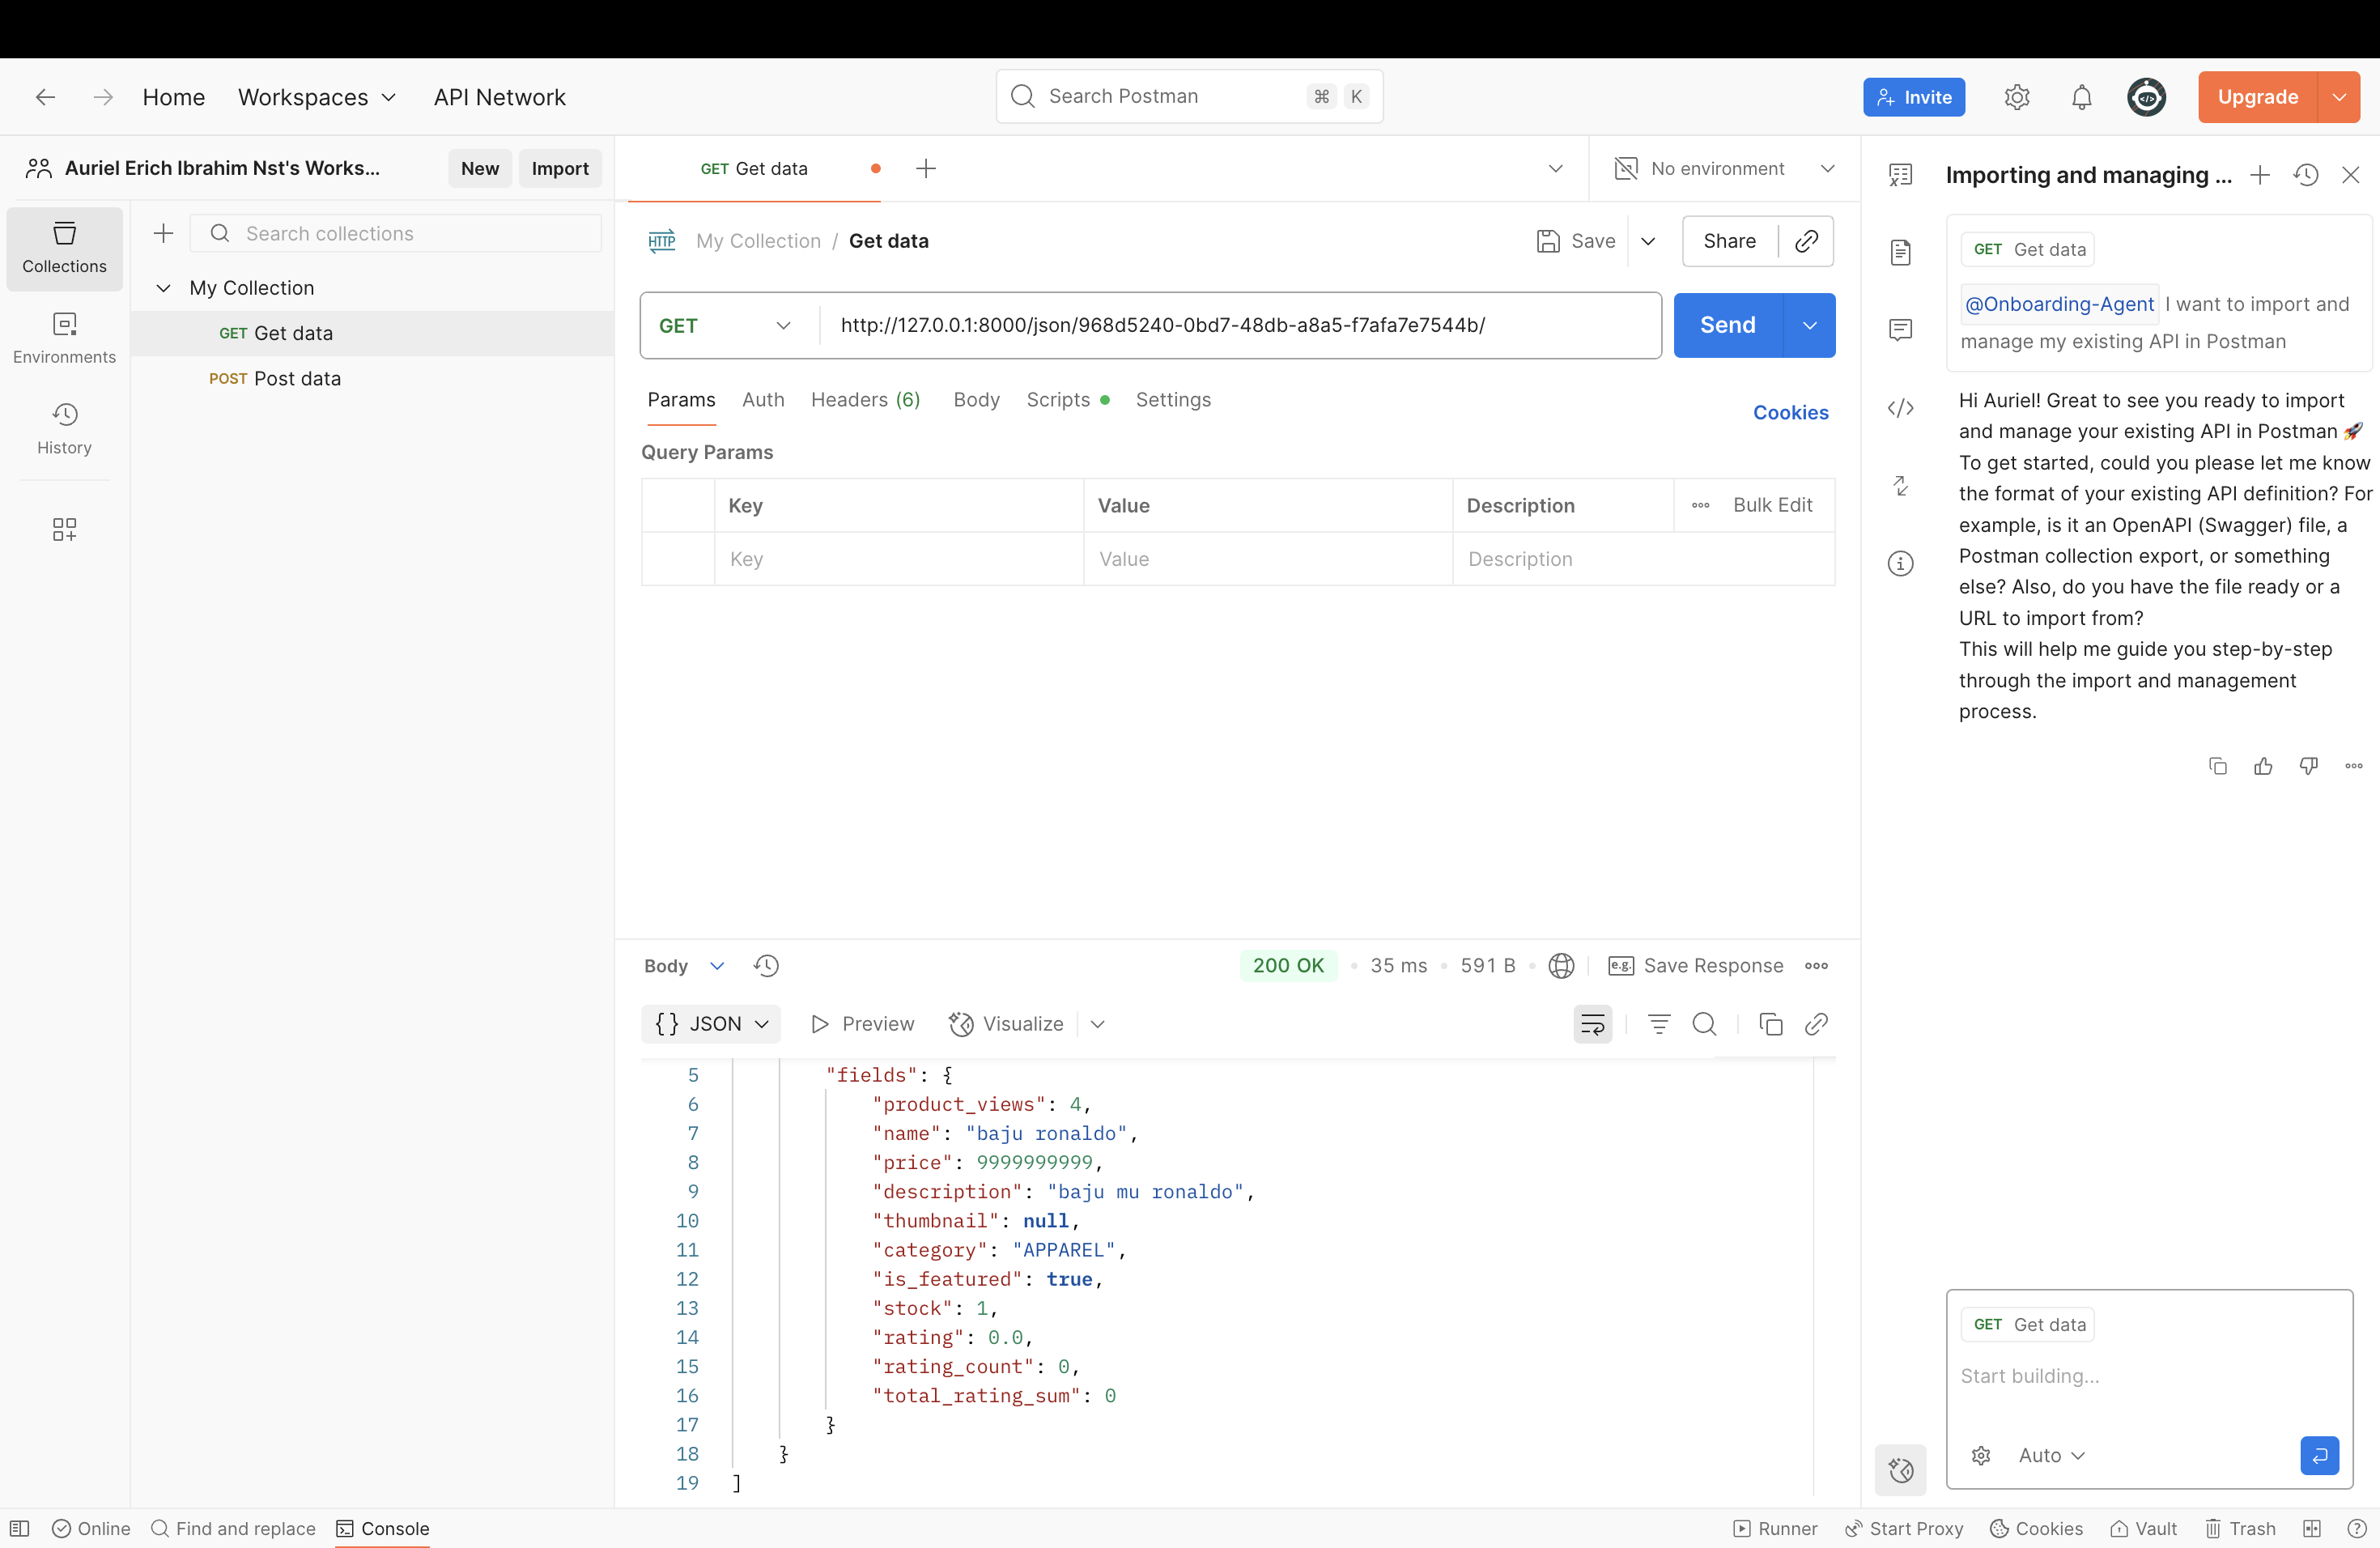 Home Workspaces API Network
Search Postman ⌘ K
Invite
Upgrade
Auriel Erich Ibrahim Nst's Works...
New Import
Collections
Environments
History
Search collections
My Collection
GET Get data
POST Post data
GET Get data
No environment
HTTP My Collection / Get data
Save
Share
GET http://127.0.0.1:8000/json/968d5240-0bd7-48db-a8a5-f7afa7e7544b/
Send
Params Auth Headers (6) Body Scripts Settings
Cookies
Query Params
Key Value Description Bulk Edit
Key Value Description
Body
200 OK • 35 ms • 591 B •
e.g. Save Response
{} JSON Preview Visualize
5 "fields": {
6 "product_views": 4,
7 "name": "baju ronaldo",
8 "price": 9999999999,
9 "description": "baju mu ronaldo",
10 "thumbnail": null,
11 "category": "APPAREL",
12 "is_featured": true,
13 "stock": 1,
14 "rating": 0.0,
15 "rating_count": 0,
16 "total_rating_sum": 0
17 }
18 }
19 ]
Importing and managing ...
GET Get data
@Onboarding-Agent I want to import and
manage my existing API in Postman
Hi Auriel! Great to see you ready to import
and manage your existing API in Postman 🚀
To get started, could you please let me know
the format of your existing API definition? For
example, is it an OpenAPI (Swagger) file, a
Postman collection export, or something
else? Also, do you have the file ready or a
URL to import from?
This will help me guide you step-by-step
through the import and management
process.
GET Get data
Start building...
Auto
Online Find and replace Console
Runner Start Proxy Cookies Vault Trash